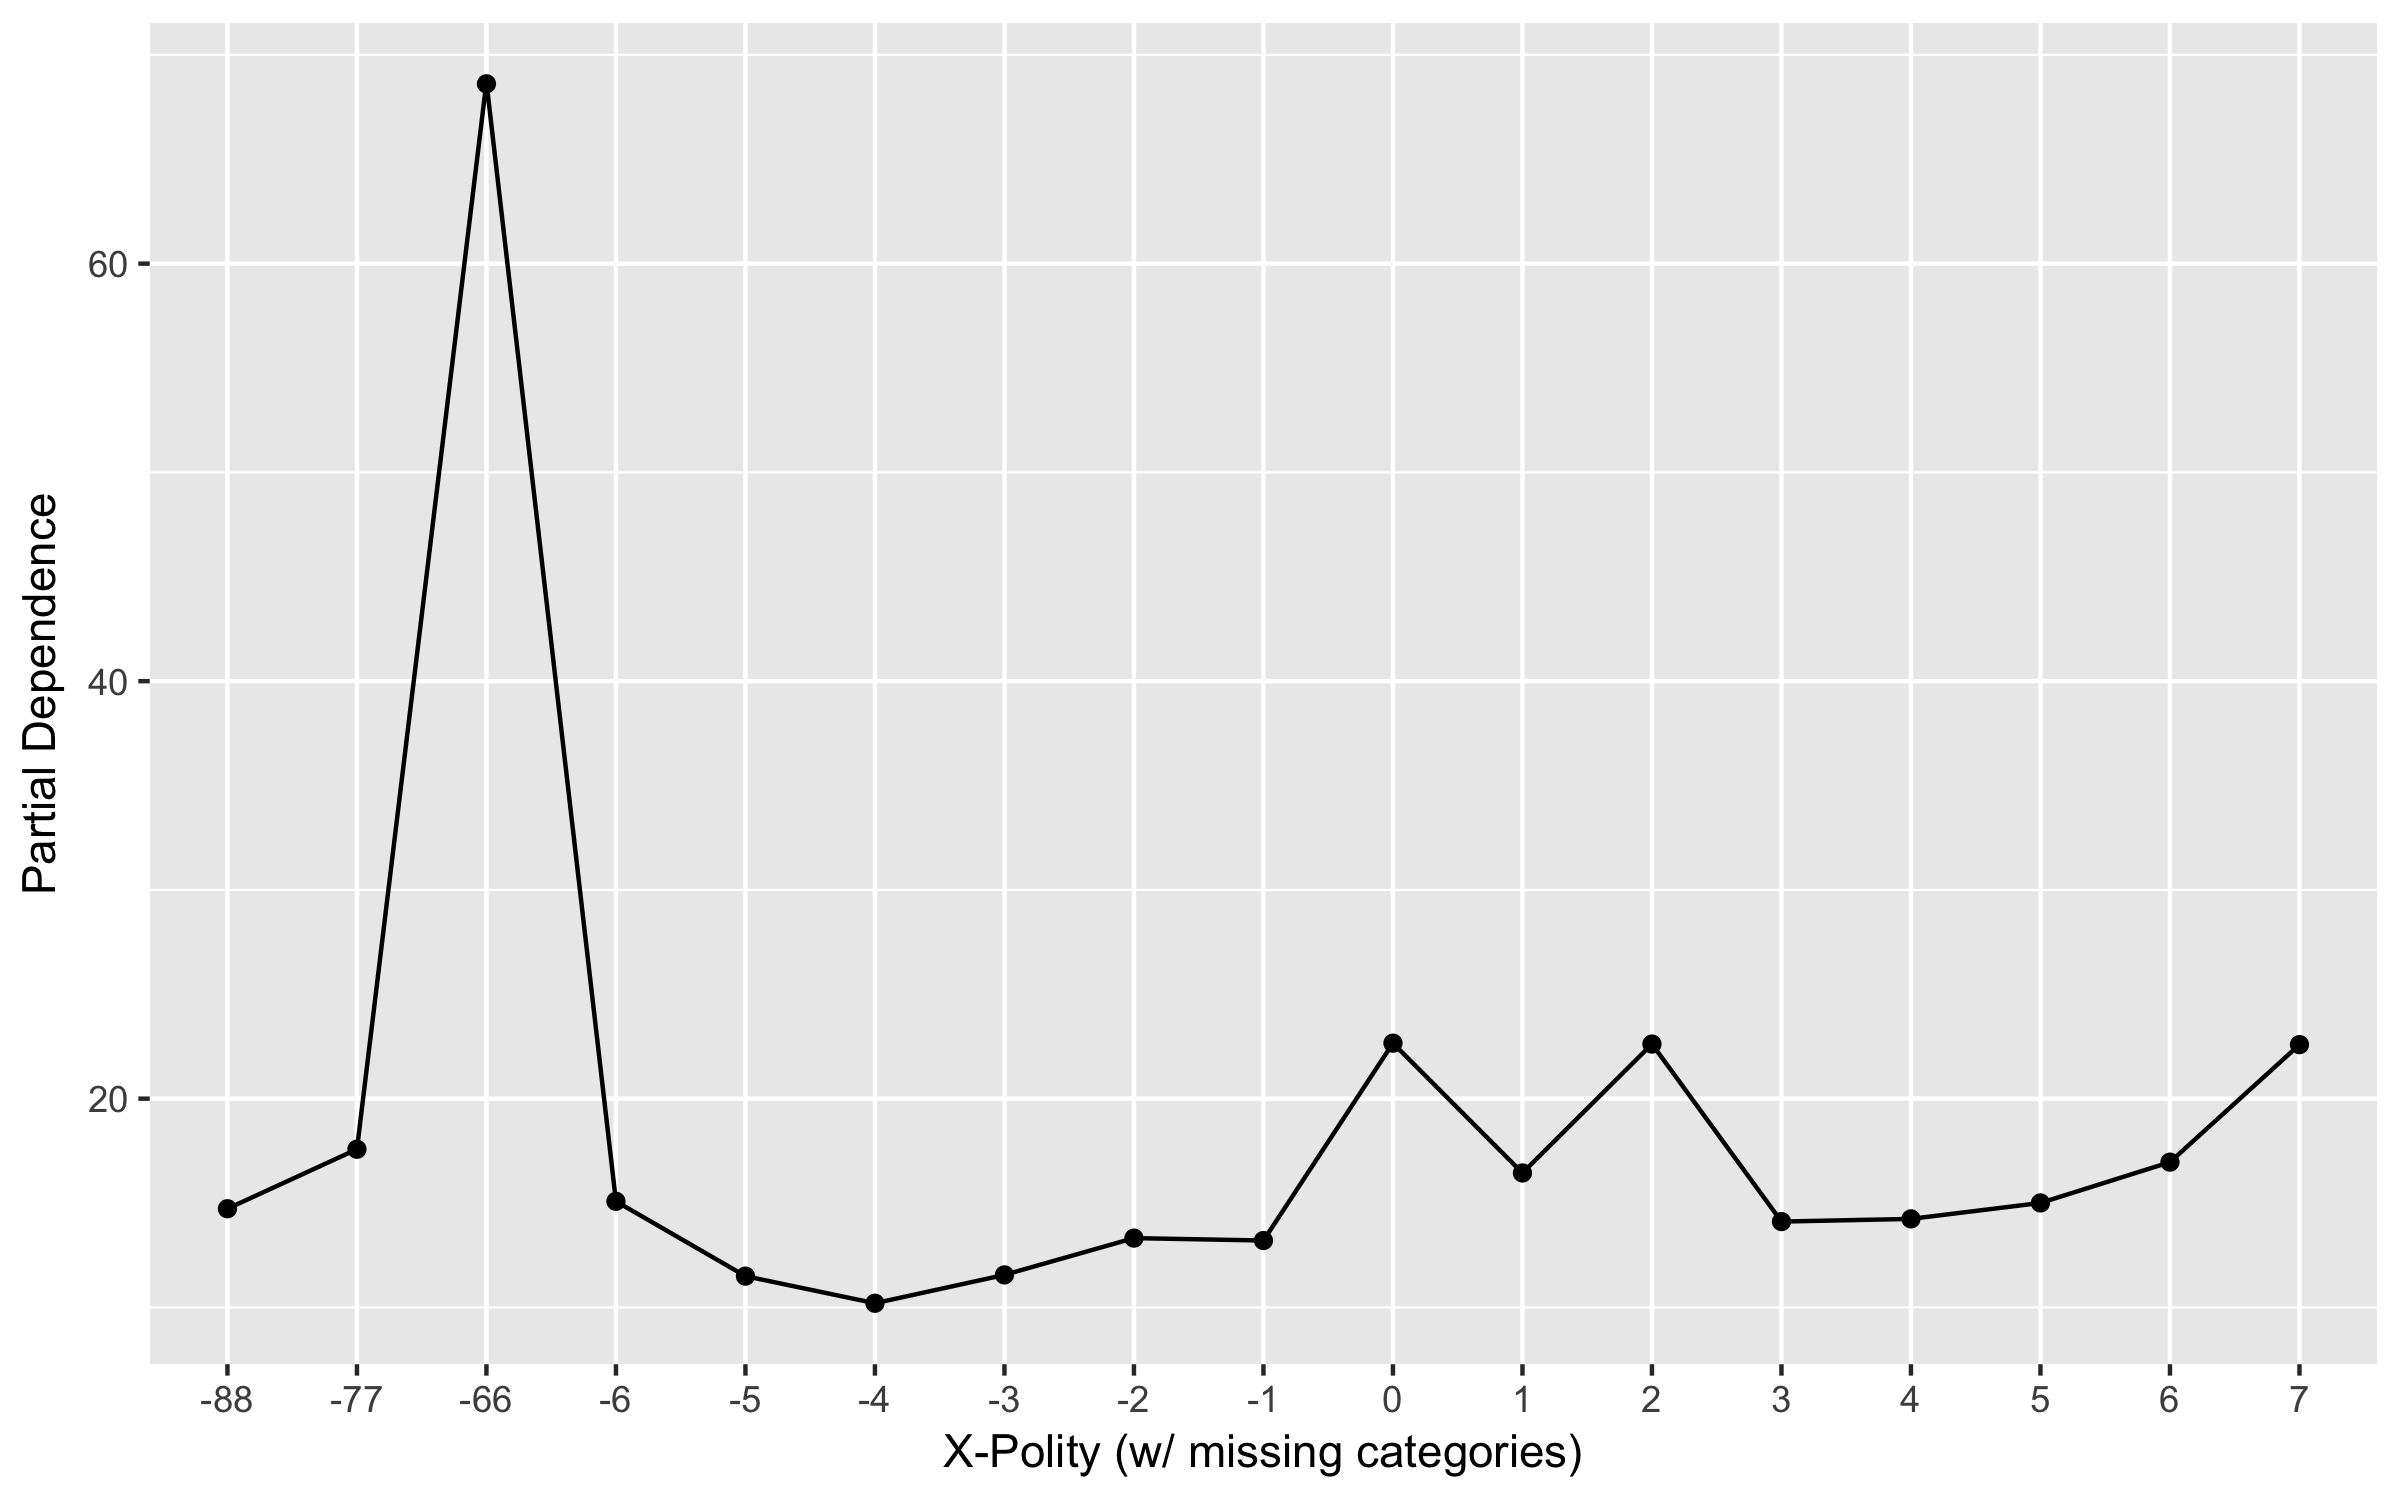 Partial Dependence
60
40
20
-88 -77 -66 -6 -5 -4 -3 -2 -1 0 1 2 3 4 5 6 7
X-Polity (w/ missing categories)